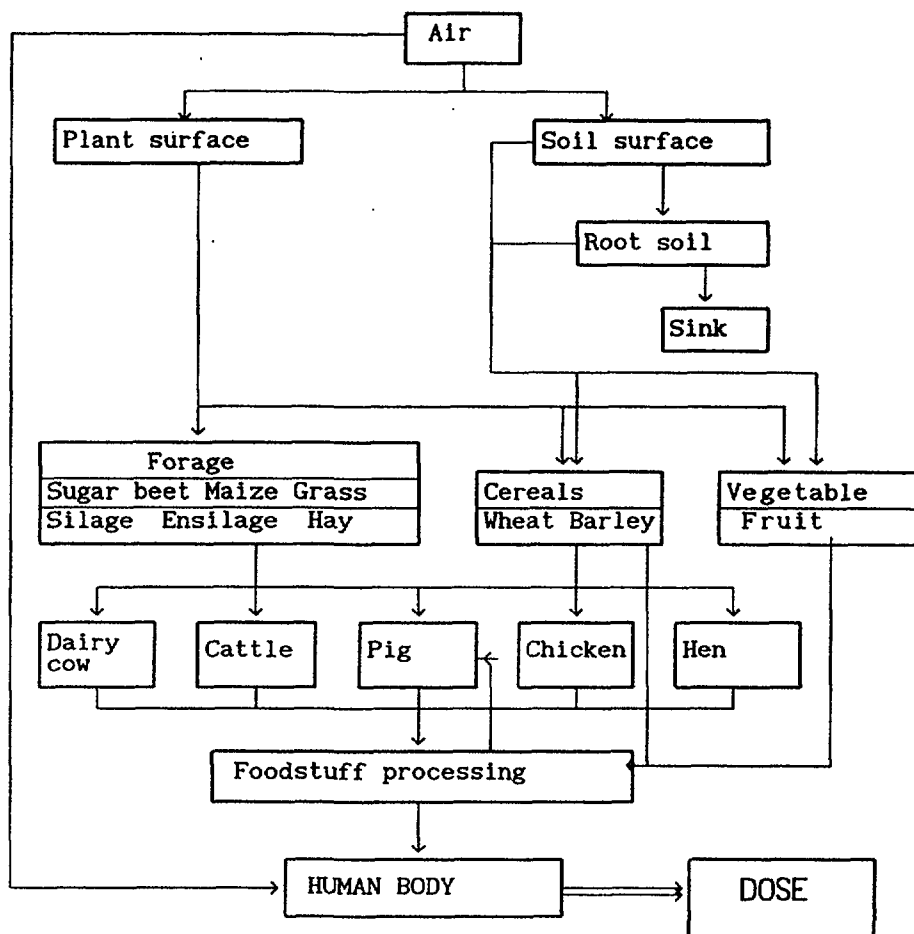 Air
Plant surface
Soil surface
Root soil
Sink
Forage
Sugar beet Maize Grass
Silage Ensilage Hay
Cereals
Wheat Barley
Vegetable
Fruit
Dairy
cow
Cattle
Pig
Chicken
Hen
Foodstuff processing
HUMAN BODY
DOSE